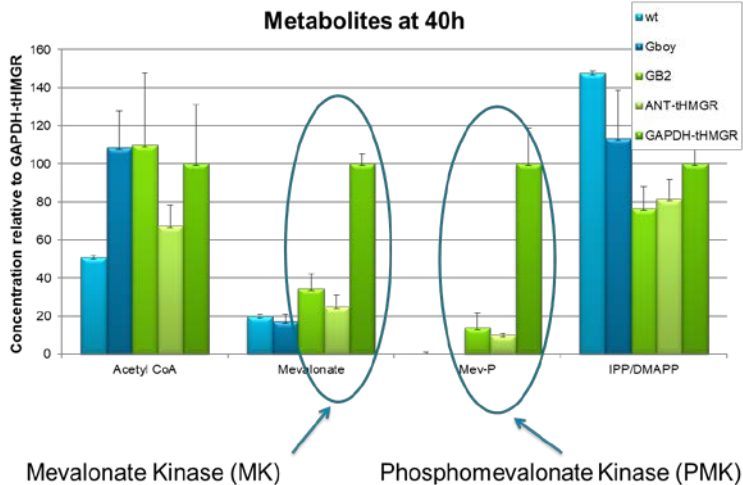 Metabolites at 40h
wt
Gboy
GB2
ANT-tHMGR
GAPDH-tHMGR
Concentration relative to GAPDH-tHMGR
160
140
120
100
80
60
40
20
0
Acetyl CoA
Mevalonate
Mev-P
IPP/DMAPP
Mevalonate Kinase (MK)
Phosphomevalonate Kinase (PMK)